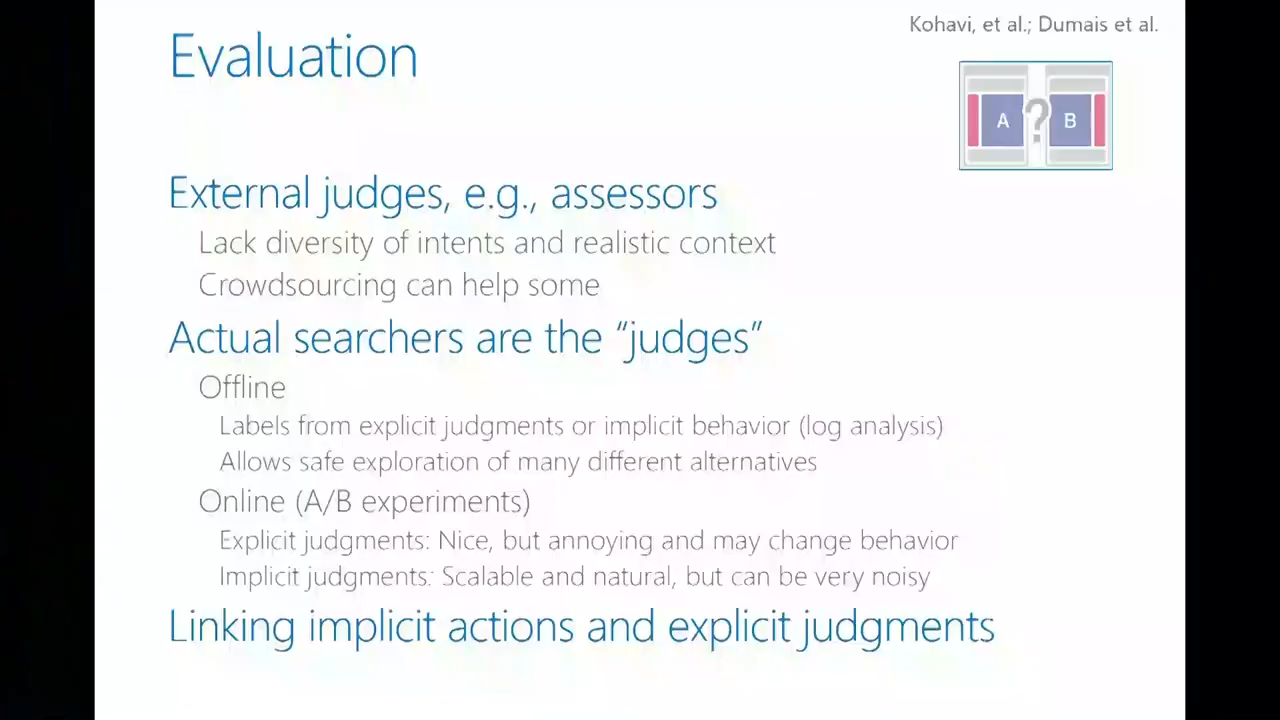 Kohavi, et al.; Dumais et al.
Evaluation
A ? B
External judges, e.g., assessors
Lack diversity of intents and realistic context
Crowdsourcing can help some
Actual searchers are the “judges”
Offline
Labels from explicit judgments or implicit behavior (log analysis)
Allows safe exploration of many different alternatives
Online (A/B experiments)
Explicit judgments: Nice, but annoying and may change behavior
Implicit judgments: Scalable and natural, but can be very noisy
Linking implicit actions and explicit judgments